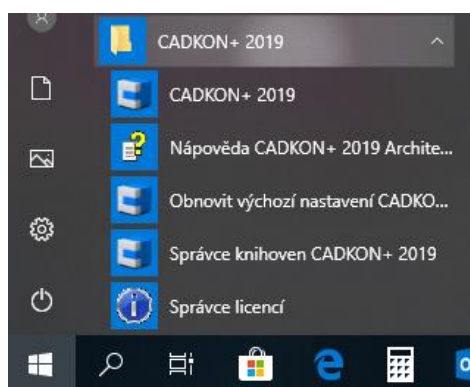 CADKON+ 2019
CADKON+ 2019
Nápověda CADKON+ 2019 Archite...
Obnovit výchozí nastavení CADKO...
Správce knihoven CADKON+ 2019
Správce licencí